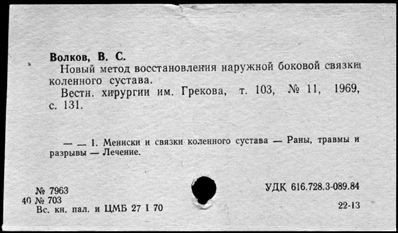 Волков, В. С.
Новый метод восстановления наружной боковой связки
коленного сустава.
Вестн. хирургии им. Грекова, т. 103, № 11, 1969,
с. 131.
— — 1. Мениски и связки коленного сустава — Раны, травмы и
разрывы — Лечение.
№ 7963
УДК 616.728.3-089.84
40 № 703
Вс. кн. пал. и ЦМБ 27 I 70
22-13